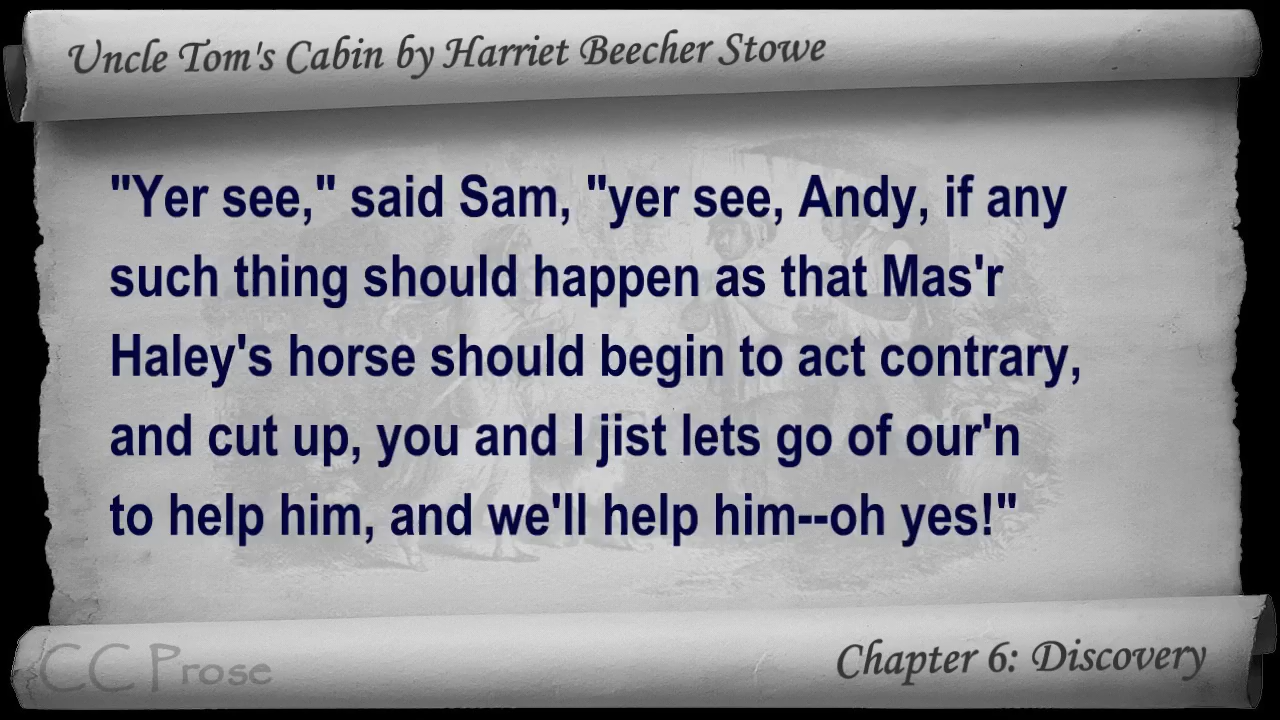 Uncle Tom's Cabin by Harriet Beecher Stowe
"Yer see," said Sam, "yer see, Andy, if any
such thing should happen as that Mas'r
Haley's horse should begin to act contrary,
and cut up, you and I jist lets go of our'n
to help him, and we'll help him--oh yes!"
CC Prose
Chapter 6: Discovery